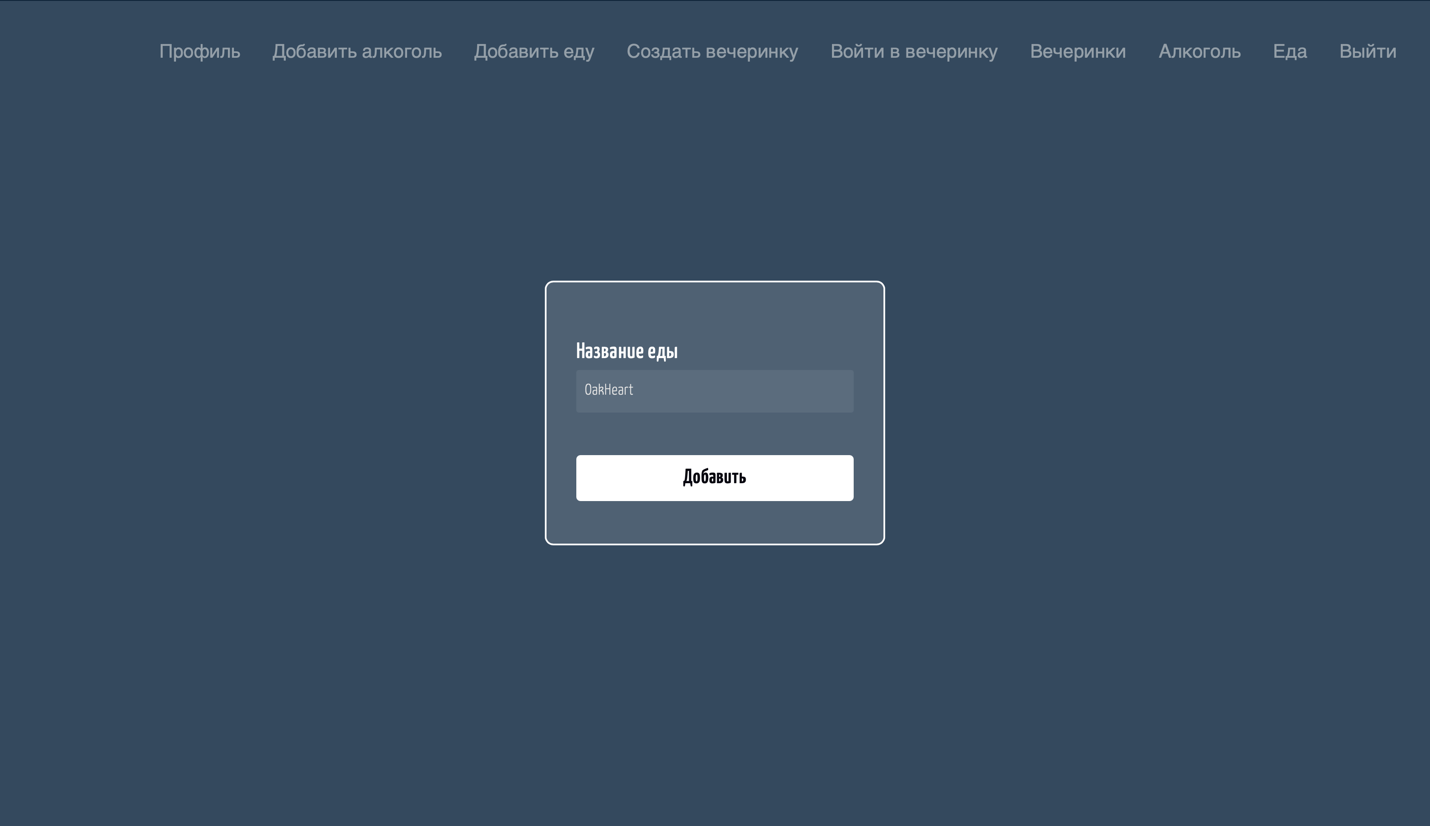 Профиль Добавить алкоголь Добавить еду Создать вечеринку Войти в вечеринку Вечеринки Алкоголь Еда Выйти
Название еды
OakHeart
Добавить